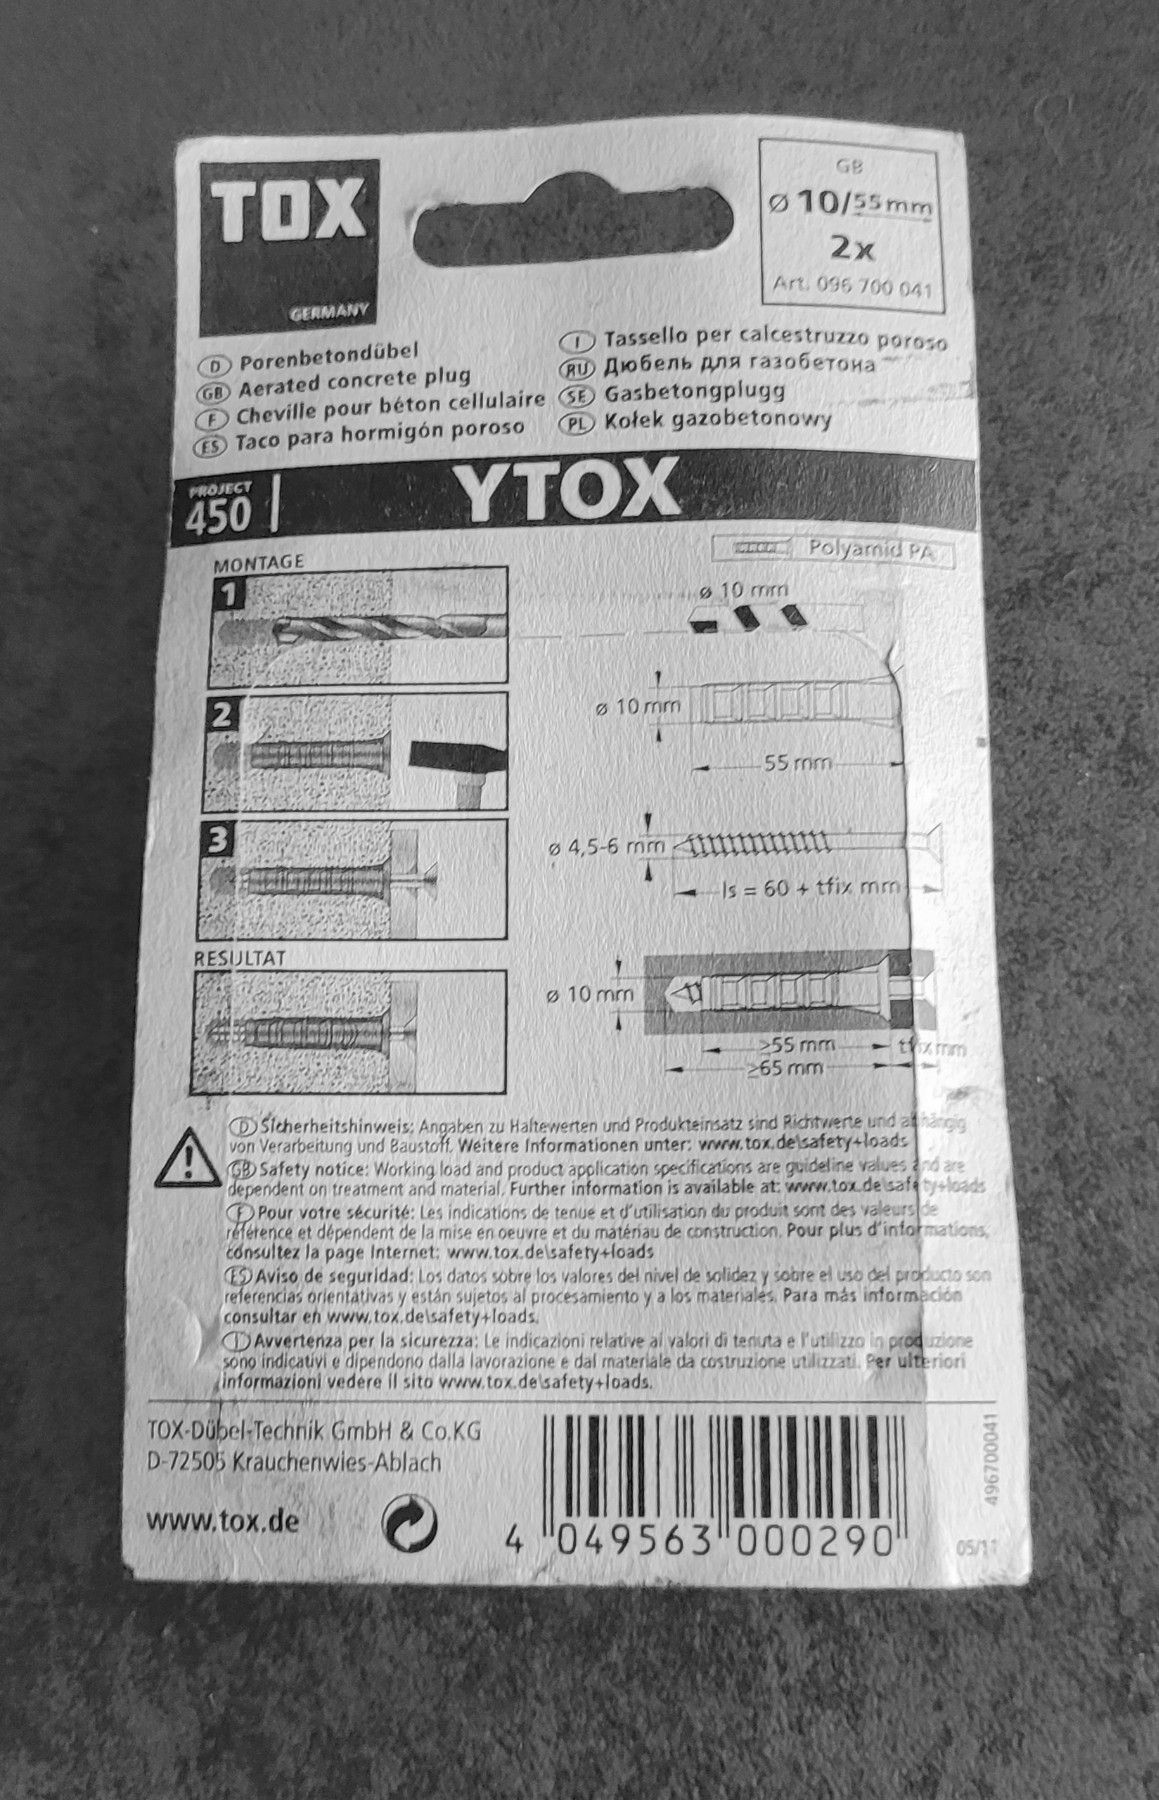 TOX
GERMANY
GB
ø 10/55mm
2x
Art. 096 700 041
D Porenbetondübel
GB Aerated concrete plug
F Cheville pour béton cellulaire
ES Taco para hormigón poroso
I Tassello per calcestruzzo poroso
RU Дюбель для газобетона
SE Gasbetongplugg
PL Kołek gazobetonowy
PROJECT
450
YTOX
Polyamid PA
MONTAGE
1
2
3
RESULTAT
ø 10 mm
ø 10 mm
55 mm
ø 4,5-6 mm
ls = 60 + tfix mm
ø 10 mm
≥55 mm
tfix mm
≥65 mm
D Sicherheitshinweis: Angaben zu Haltewerten und Produkteinsatz sind Richtwerte und abhängig
von Verarbeitung und Baustoff. Weitere Informationen unter: www.tox.de\safety+loads
GB Safety notice: Working load and product application specifications are guideline values and are
dependent on treatment and material. Further information is available at: www.tox.de\safety+loads
F Pour votre sécurité: Les indications de tenue et d'utilisation du produit sont des valeurs de
référence et dépendent de la mise en oeuvre et du matériau de construction. Pour plus d'informations,
consultez la page Internet: www.tox.de\safety+loads
ES Aviso de seguridad: Los datos sobre los valores del nivel de solidez y sobre el uso del producto son
referencias orientativas y están sujetos al procesamiento y a los materiales. Para más información
consultar en www.tox.de\safety+loads.
I Avvertenza per la sicurezza: Le indicazioni relative ai valori di tenuta e l'utilizzo in produzione
sono indicativi e dipendono dalla lavorazione e dal materiale da costruzione utilizzati. Per ulteriori
informazioni vedere il sito www.tox.de\safety+loads.
TOX-Dübel-Technik GmbH & Co.KG
D-72505 Krauchenwies-Ablach
www.tox.de
4 049563 000290
496700041
05/11